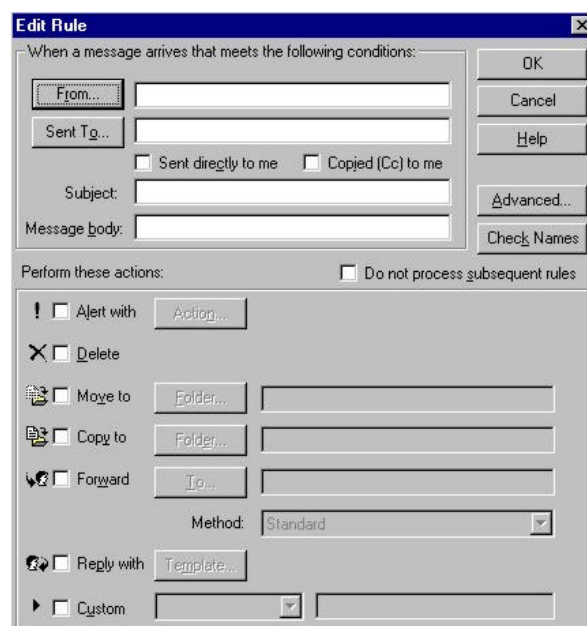 Edit Rule
When a message arrives that meets the following conditions:
OK
From...
Cancel
Sent To...
Help
Sent directly to me
Copied (Cc) to me
Subject:
Advanced...
Message body:
Check Names
Perform these actions:
Do not process subsequent rules
Alert with
Action...
Delete
Move to
Folder...
Copy to
Folder...
Forward
To...
Method:
Standard
Reply with
Template...
Custom